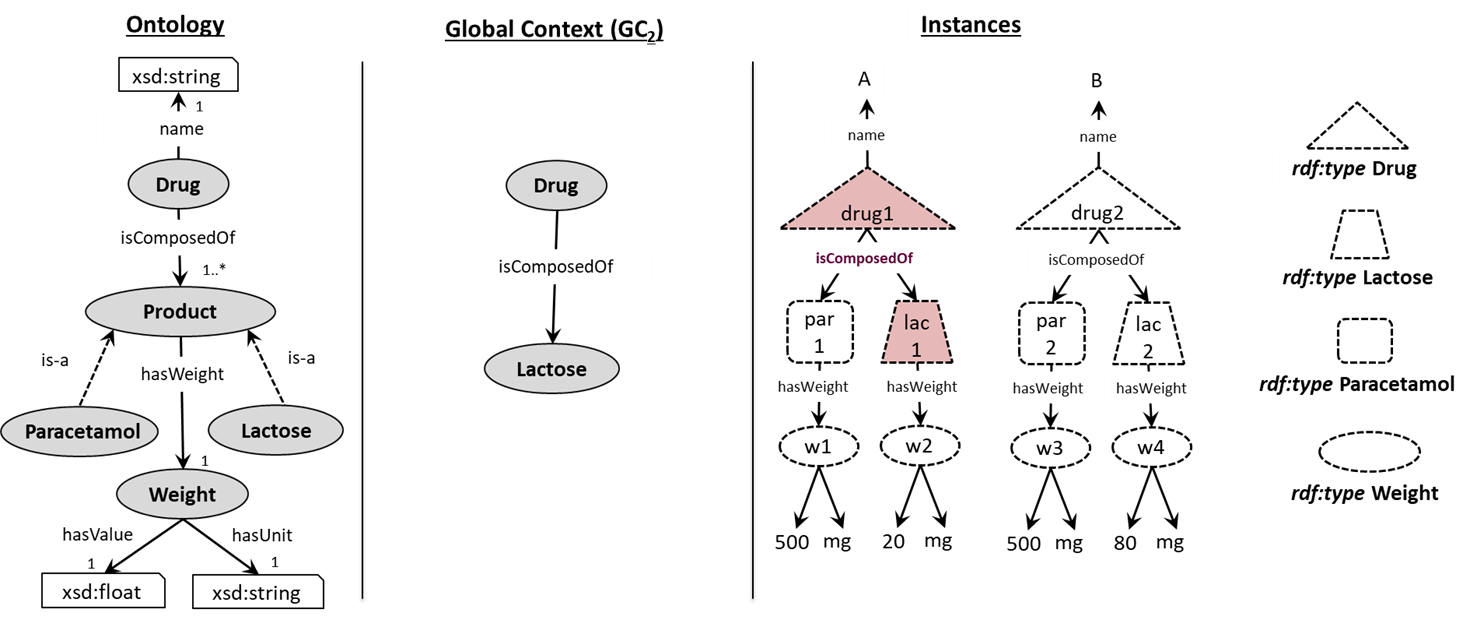 Ontology
xsd:string
1
name
Drug
isComposedOf
1..*
Product
is-a
is-a
hasWeight
Paracetamol
Lactose
1
Weight
hasValue
hasUnit
1
1
xsd:float
xsd:string
Global Context (GC2)
Drug
isComposedOf
Lactose
Instances
A
name
drug1
isComposedOf
par
1
lac
1
hasWeight
hasWeight
w1
w2
500 mg
20 mg
B
name
drug2
isComposedOf
par
2
lac
2
hasWeight
hasWeight
w3
w4
500 mg
80 mg
rdf:type Drug
rdf:type Lactose
rdf:type Paracetamol
rdf:type Weight